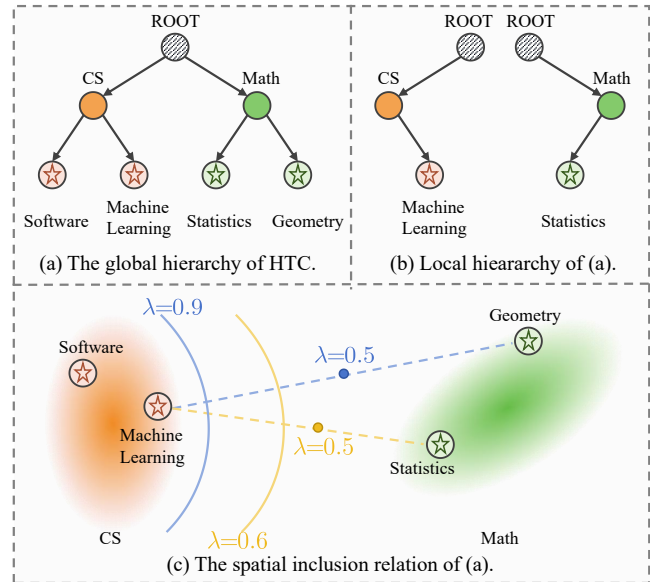 ROOT
CS
Math
Software
Machine
Learning
Statistics
Geometry
(a) The global hierarchy of HTC.
ROOT ROOT
CS
Math
Machine
Learning
Statistics
(b) Local hieararchy of (a).
λ=0.9
Geometry
Software
λ=0.5
Machine
Learning
λ=0.5
Statistics
CS
λ=0.6
Math
(c) The spatial inclusion relation of (a).